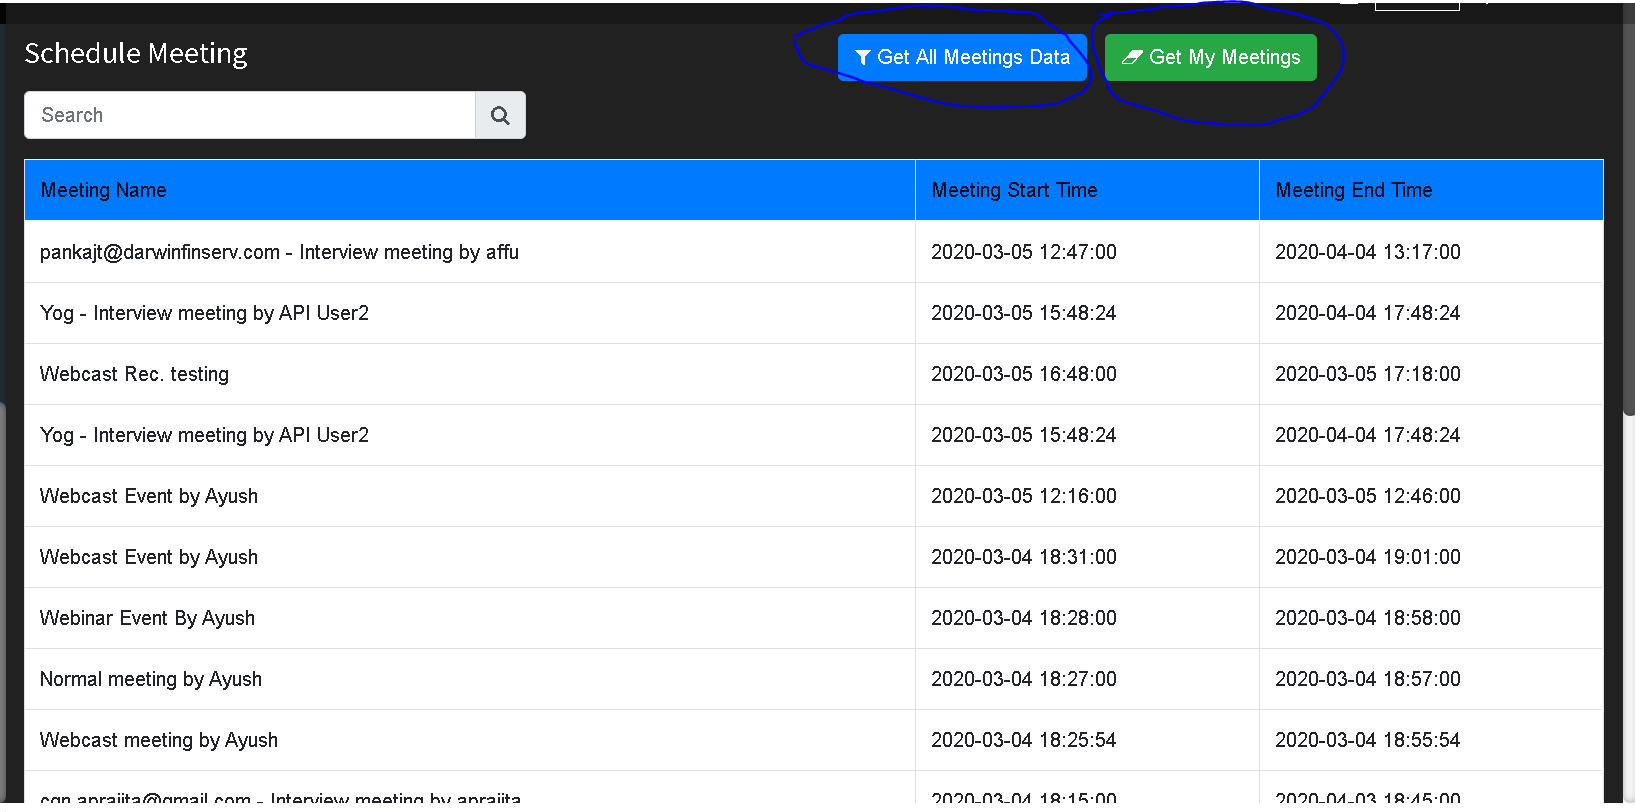 Schedule Meeting
Get All Meetings Data
Get My Meetings
Search
Meeting Name Meeting Start Time Meeting End Time
pankajt@darwinfinserv.com - Interview meeting by affu 2020-03-05 12:47:00 2020-04-04 13:17:00
Yog - Interview meeting by API User2 2020-03-05 15:48:24 2020-04-04 17:48:24
Webcast Rec. testing 2020-03-05 16:48:00 2020-03-05 17:18:00
Yog - Interview meeting by API User2 2020-03-05 15:48:24 2020-04-04 17:48:24
Webcast Event by Ayush 2020-03-05 12:16:00 2020-03-05 12:46:00
Webcast Event by Ayush 2020-03-04 18:31:00 2020-03-04 19:01:00
Webinar Event By Ayush 2020-03-04 18:28:00 2020-03-04 18:58:00
Normal meeting by Ayush 2020-03-04 18:27:00 2020-03-04 18:57:00
Webcast meeting by Ayush 2020-03-04 18:25:54 2020-03-04 18:55:54
cgn.aprajita@gmail.com - Interview meeting by aprajita 2020-03-04 18:15:00 2020-04-03 18:45:00